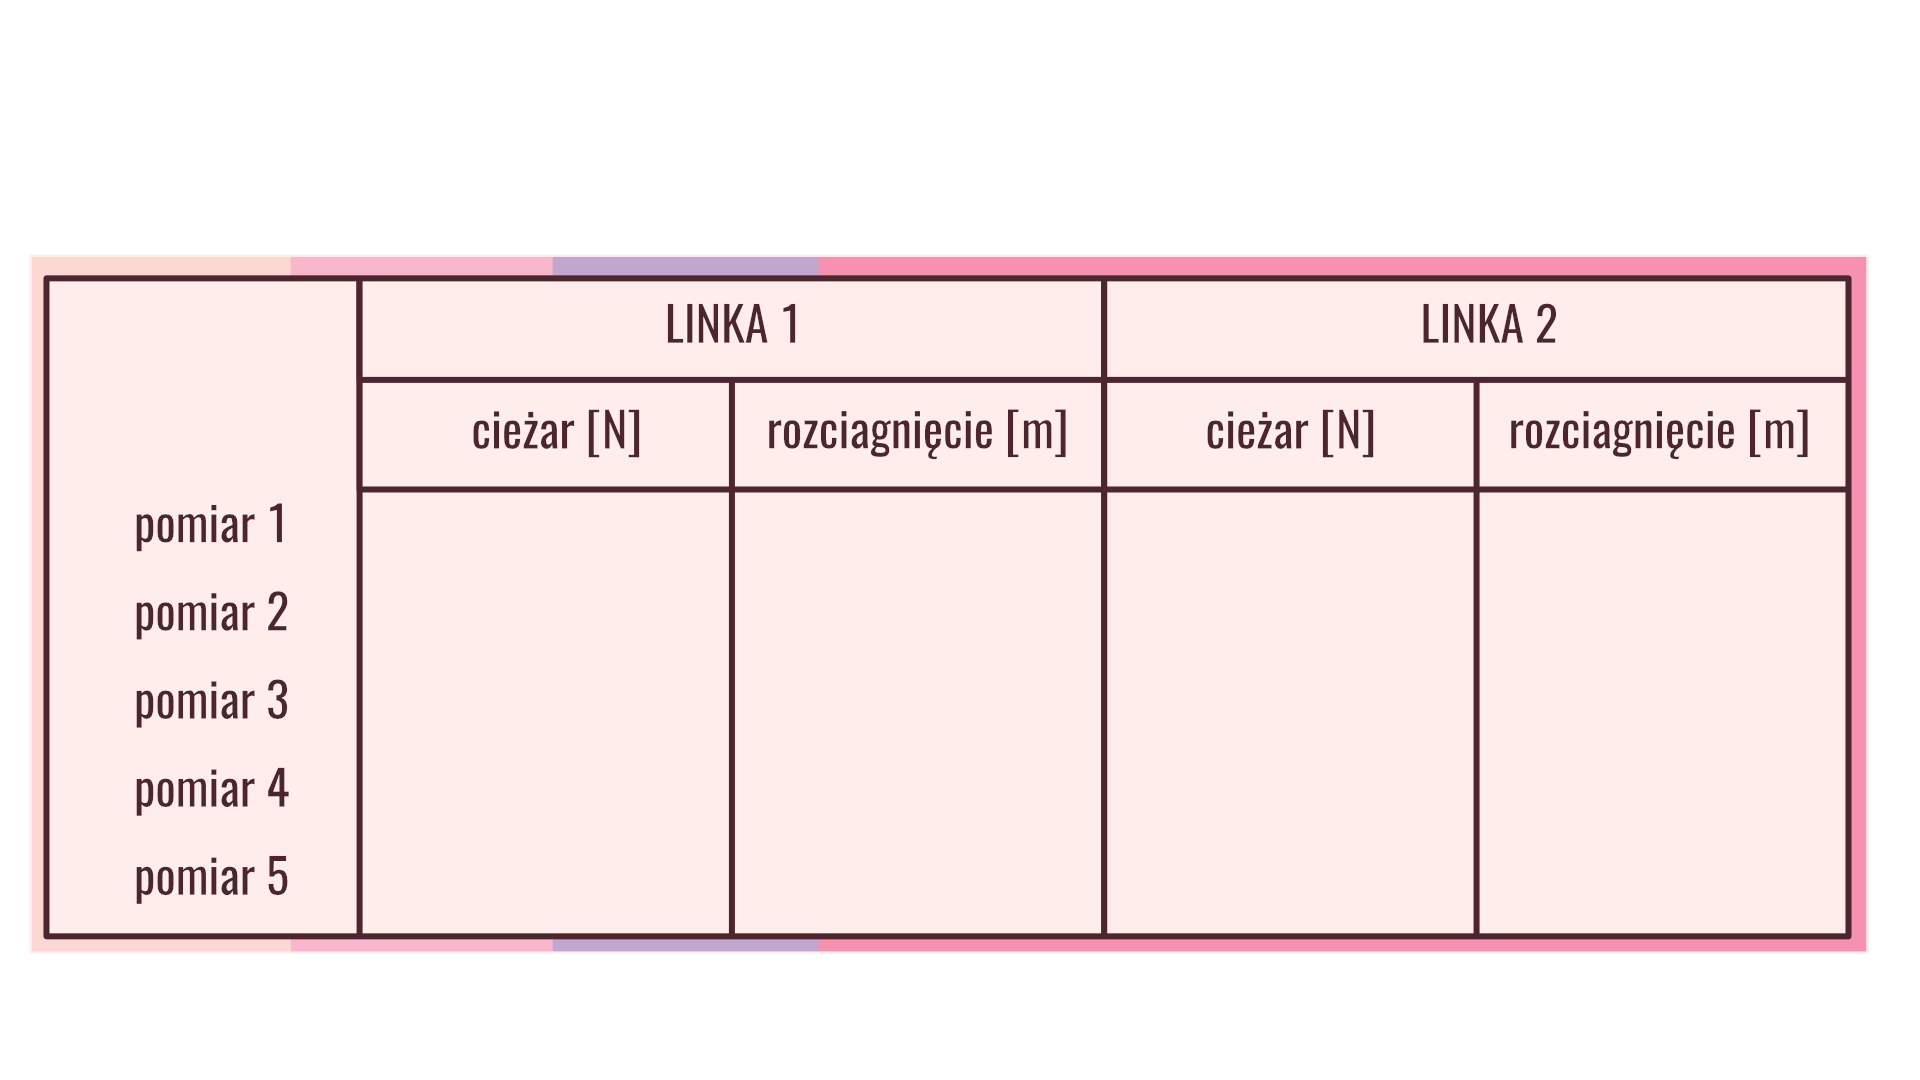 LINKA 1 LINKA 2
cieżar [N] rozciagnięcie [m] cieżar [N] rozciagnięcie [m]
pomiar 1
pomiar 2
pomiar 3
pomiar 4
pomiar 5